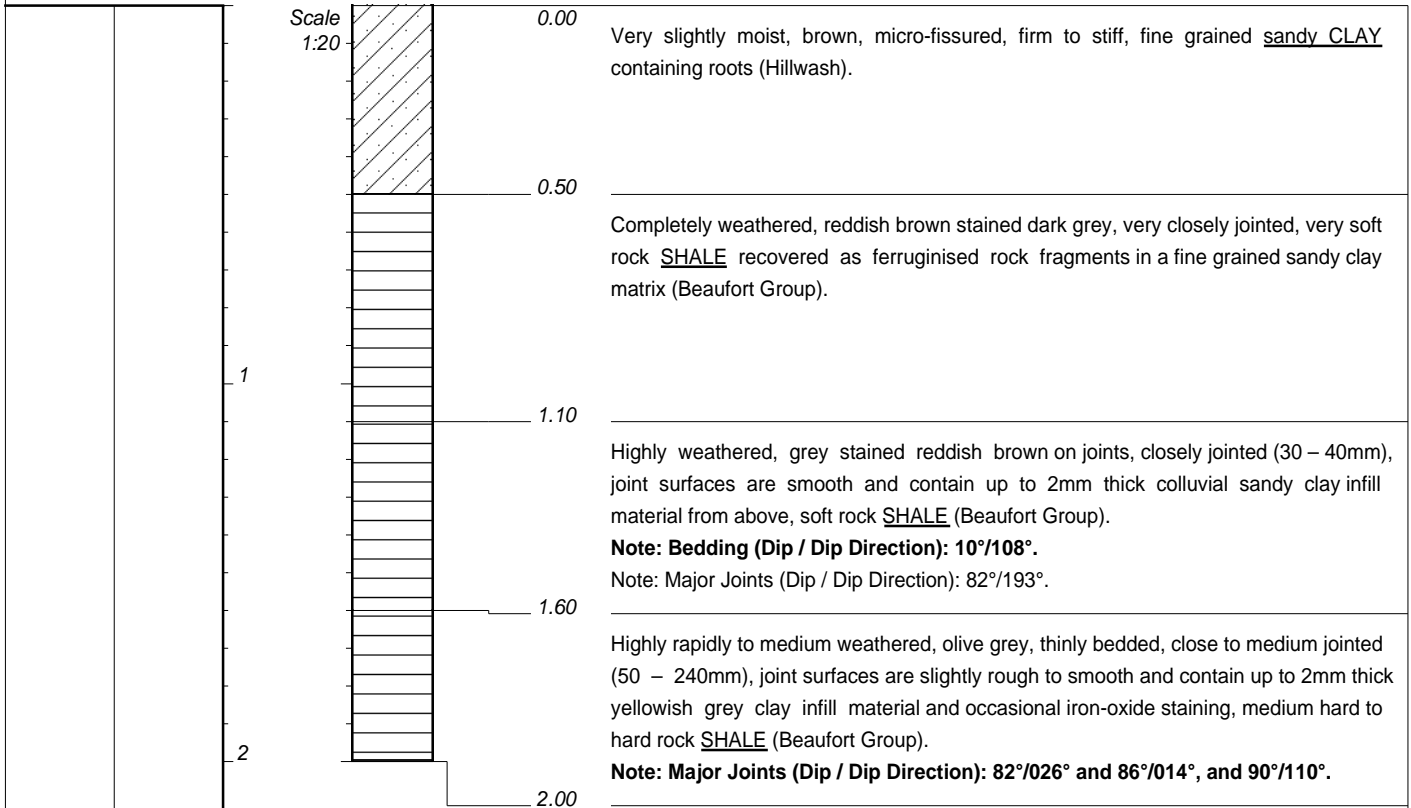 Scale
1:20
0.00
Very slightly moist, brown, micro-fissured, firm to stiff, fine grained sandy CLAY
containing roots (Hillwash).
0.50
Completely weathered, reddish brown stained dark grey, very closely jointed, very soft
rock SHALE recovered as ferruginised rock fragments in a fine grained sandy clay
matrix (Beaufort Group).
1
1.10
Highly weathered, grey stained reddish brown on joints, closely jointed (30 – 40mm),
joint surfaces are smooth and contain up to 2mm thick colluvial sandy clay infill
material from above, soft rock SHALE (Beaufort Group).
Note: Bedding (Dip / Dip Direction): 10°/108°.
Note: Major Joints (Dip / Dip Direction): 82°/193°.
1.60
Highly rapidly to medium weathered, olive grey, thinly bedded, close to medium jointed
(50 – 240mm), joint surfaces are slightly rough to smooth and contain up to 2mm thick
yellowish grey clay infill material and occasional iron-oxide staining, medium hard to
hard rock SHALE (Beaufort Group).
Note: Major Joints (Dip / Dip Direction): 82°/026° and 86°/014°, and 90°/110°.
2
2.00